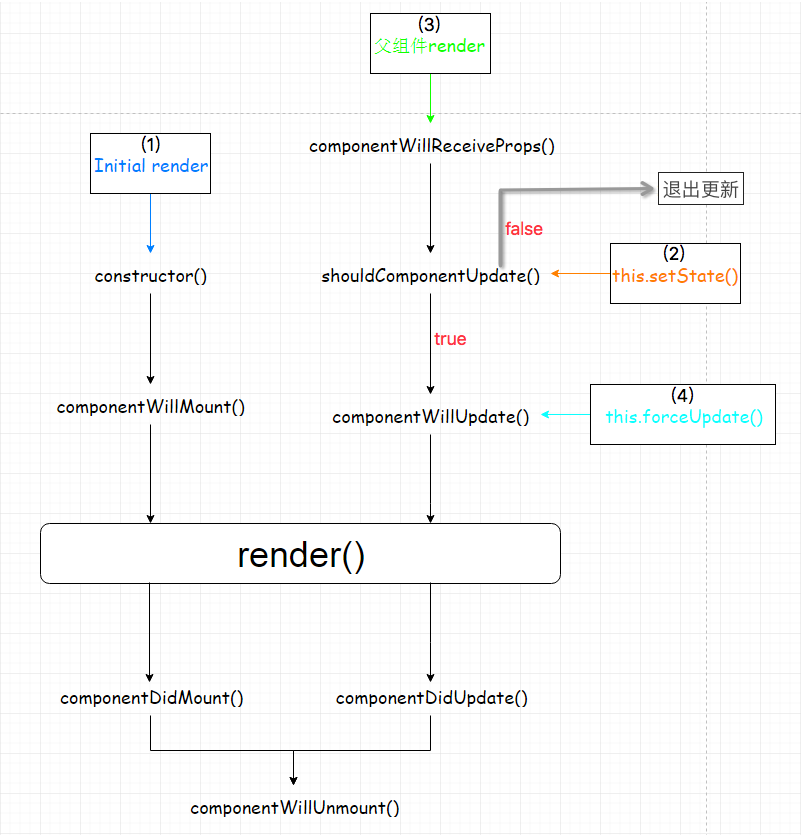 (3)
父组件render
componentWillReceiveProps()
(1)
Initial render
退出更新
false
(2)
this.setState()
constructor()
shouldComponentUpdate()
true
(4)
this.forceUpdate()
componentWillMount()
componentWillUpdate()
render()
componentDidMount()
componentDidUpdate()
componentWillUnmount()